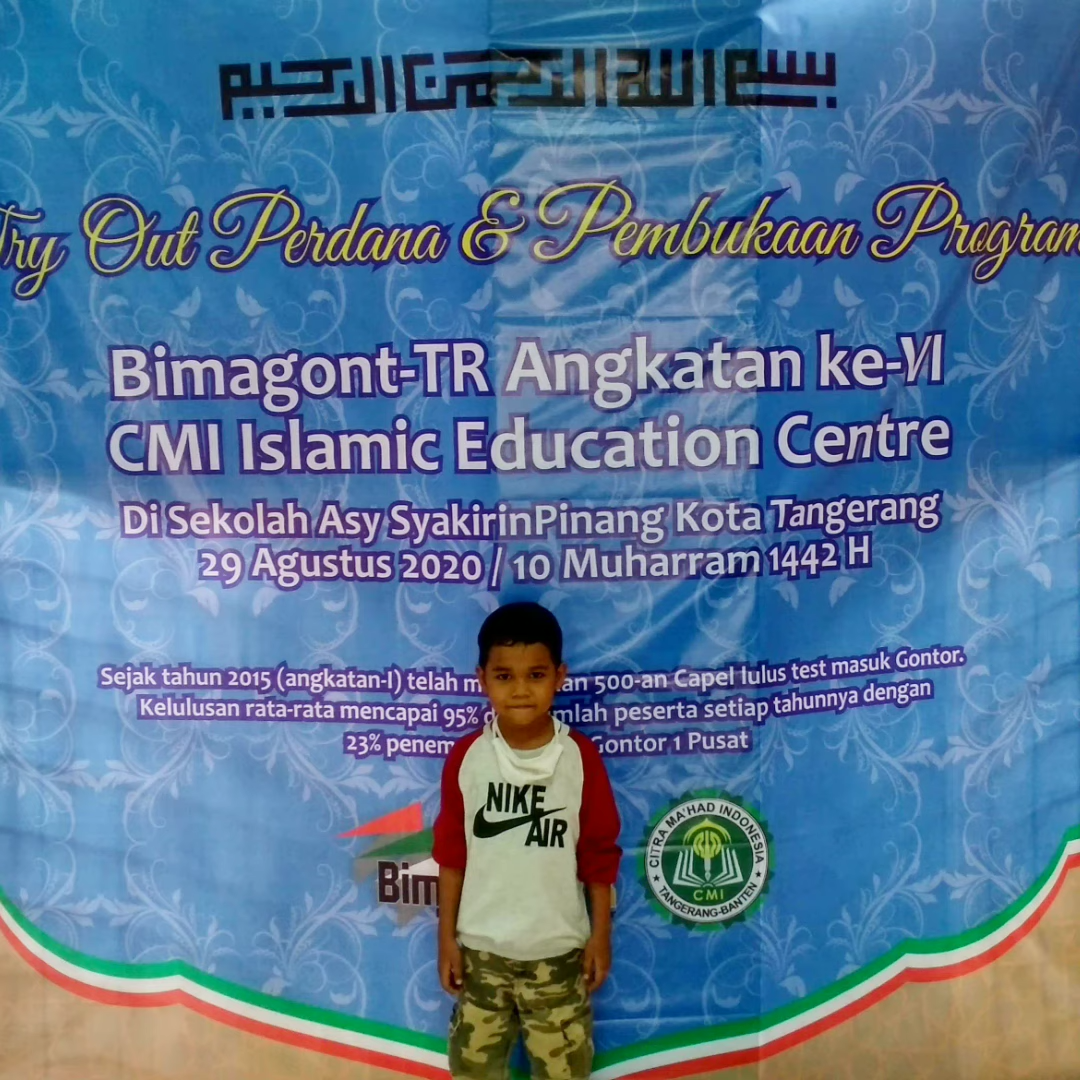 بسم الله الرحمن الرحيم
Try Out Perdana & Pembukaan Program
Bimagont-TR Angkatan ke-VI
CMI Islamic Education Centre
Di Sekolah Asy SyakirinPinang Kota Tangerang
29 Agustus 2020 / 10 Muharram 1442 H
Sejak tahun 2015 (angkatan-I) telah 500-an Capel lulus test masuk Gontor.
Kelulusan rata-rata mencapai 95% peserta setiap tahunnya dengan
23% Gontor 1 Pusat
NIKE
AIR
CITRA MA'HAD INDONESIA
CMI
TANGERANG-BANTEN